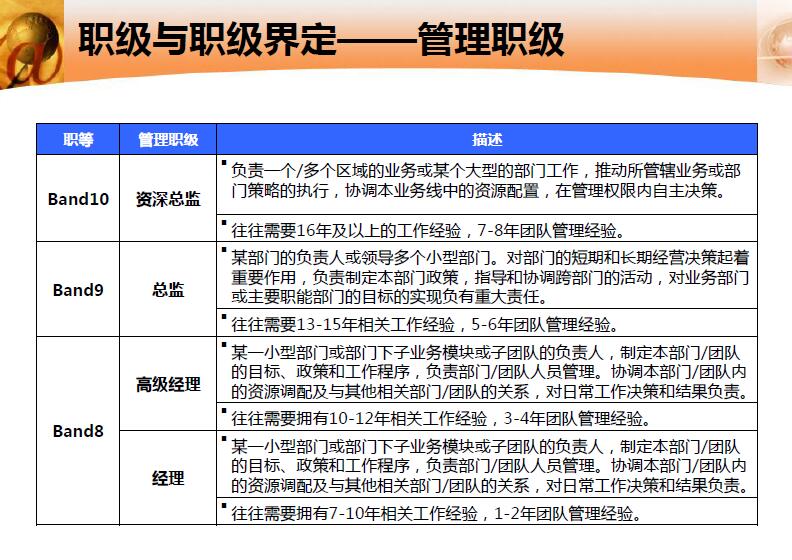 职级与职级界定——管理职级
职等 管理职级 描述
Band10 资深总监
▪ 负责一个/多个区域的业务或某个大型的部门工作，推动所管辖业务或部
门策略的执行，协调本业务线中的资源配置，在管理权限内自主决策。
▪ 往往需要16年及以上的工作经验，7-8年团队管理经验。
Band9 总监
▪ 某部门的负责人或领导多个小型部门。对部门的短期和长期经营决策起着
重要作用，负责制定本部门政策，指导和协调跨部门的活动，对业务部门
或主要职能部门的目标的实现负有重大责任。
▪ 往往需要13-15年相关工作经验，5-6年团队管理经验。
Band8
高级经理
▪ 某一小型部门或部门下子业务模块或子团队的负责人，制定本部门/团队
的目标、政策和工作程序，负责部门/团队人员管理。协调本部门/团队内
的资源调配及与其他相关部门/团队的关系，对日常工作决策和结果负责。
▪ 往往需要拥有10-12年相关工作经验，3-4年团队管理经验。
经理
▪ 某一小型部门或部门下子业务模块或子团队的负责人，制定本部门/团队
的目标、政策和工作程序，负责部门/团队人员管理。协调本部门/团队内
的资源调配及与其他相关部门/团队的关系，对日常工作决策和结果负责。
▪ 往往需要拥有7-10年相关工作经验，1-2年团队管理经验。